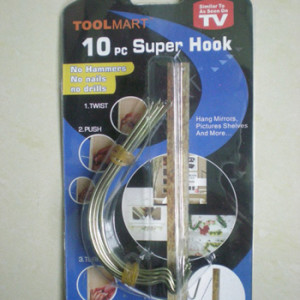 TOOLMART
Similar To
As Seen On
TV
10 PC Super Hook
No Hammers
No nails
no drills
1.TWIST
2.PUSH
Hang Mirrors,
Pictures Shelves
And More...